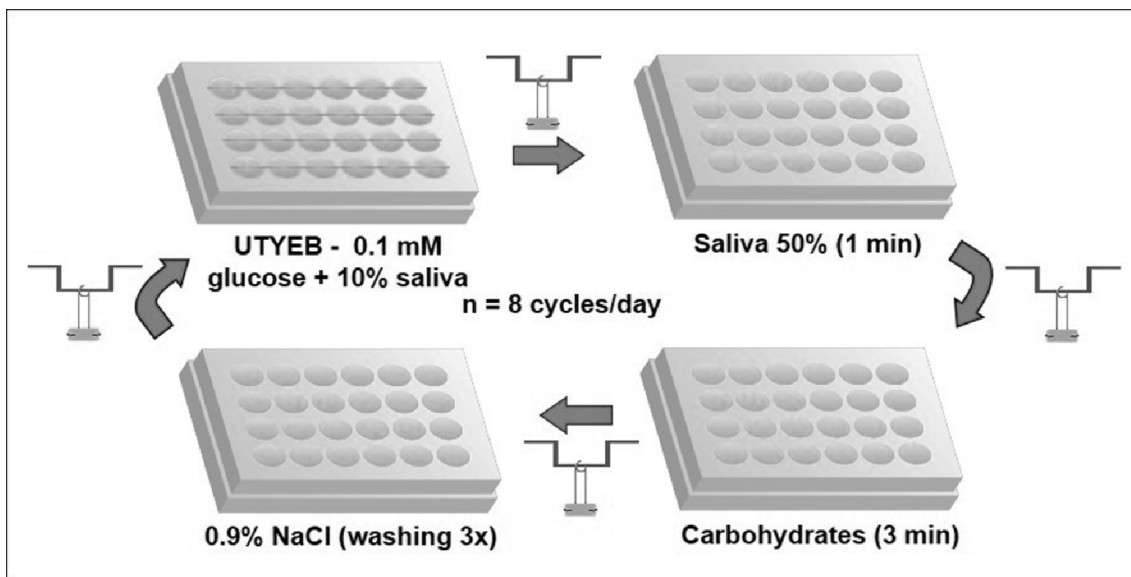 UTYEB - 0.1 mM
glucose + 10% saliva
Saliva 50% (1 min)
n = 8 cycles/day
0.9% NaCl (washing 3x)
Carbohydrates (3 min)